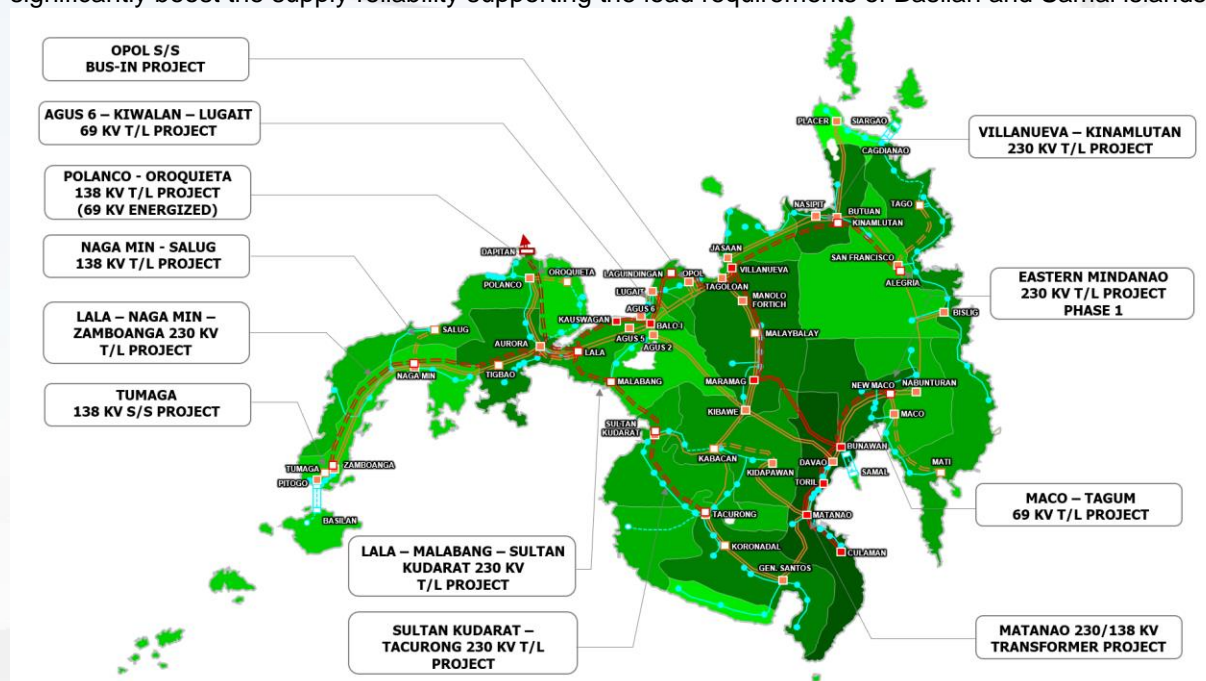 significantly boost the supply reliability supporting the load requirements of Basilan and Samal Islands
OPOL S/S
BUS-IN PROJECT
AGUS 6 – KIWALAN – LUGAIT
69 KV T/L PROJECT
POLANCO - OROQUIETA
138 KV T/L PROJECT
(69 KV ENERGIZED)
NAGA MIN - SALUG
138 KV T/L PROJECT
LALA – NAGA MIN –
ZAMBOANGA 230 KV
T/L PROJECT
TUMAGA
138 KV S/S PROJECT
LALA – MALABANG – SULTAN
KUDARAT 230 KV
T/L PROJECT
SULTAN KUDARAT –
TACURONG 230 KV T/L
PROJECT
VILLANUEVA – KINAMLUTAN
230 KV T/L PROJECT
EASTERN MINDANAO
230 KV T/L PROJECT
PHASE 1
MACO – TAGUM
69 KV T/L PROJECT
MATANAO 230/138 KV
TRANSFORMER PROJECT
PLACER
SIARGAO
CAGDIANAO
TAGO
NASIPIT
BUTUAN
KINAMLUTAN
JASAAN
SAN FRANCISCO
ALEGRIA
DAPITAN
OROQUIETA
POLANCO
LAGUINDINGAN
OPOL
VILLANUEVA
TAGOLOAN
LUGAIT
MANOLO
FORTICH
BISLIG
AGUS 6
KAUSWAGAN
BALO-I
AGUS 5
AGUS 2
MALAYBALAY
SALUG
AURORA
LALA
NAGA MIN
TIGBAO
MALABANG
MARAMAG
NEW MACO
NABUNTURAN
KIBAWE
MACO
SULTAN
KUDARAT
BUNAWAN
KABACAN
DAVAO
SAMAL
MATI
TUMAGA
ZAMBOANGA
PITOGO
KIDAPAWAN
TORIL
BASILAN
TACURONG
MATANAO
KORONADAL
CULAMAN
GEN. SANTOS